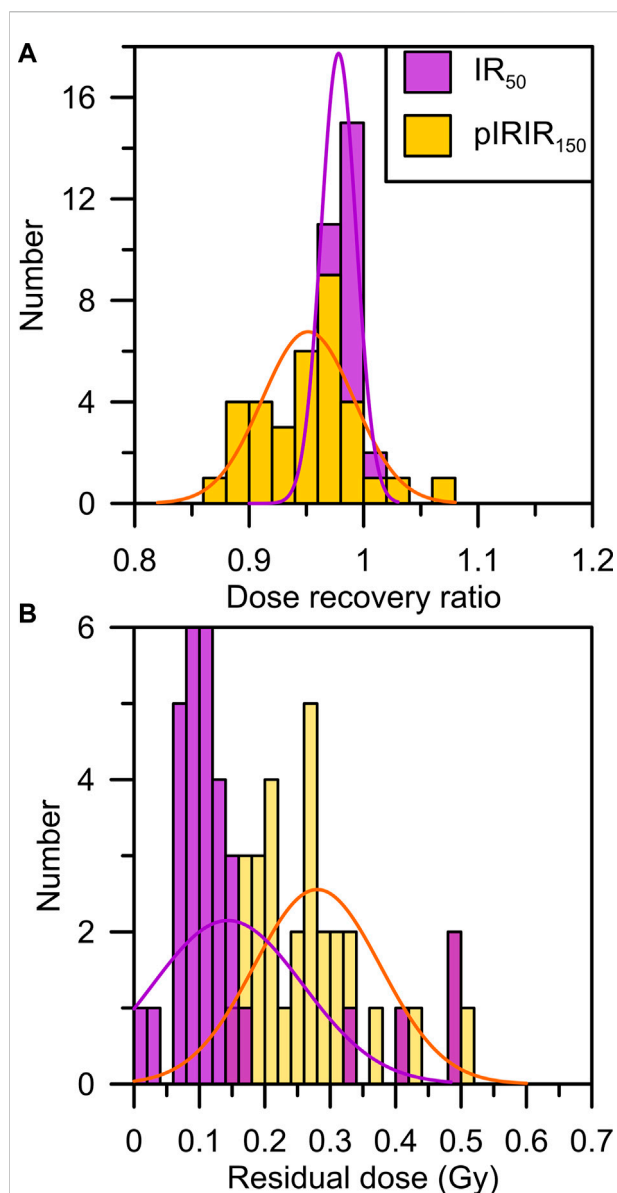 A
IR50
pIRIR150
Number
16
12
8
4
0
0.8 0.9 1 1.1 1.2
Dose recovery ratio
B
Number
6
4
2
0
0 0.1 0.2 0.3 0.4 0.5 0.6 0.7
Residual dose (Gy)